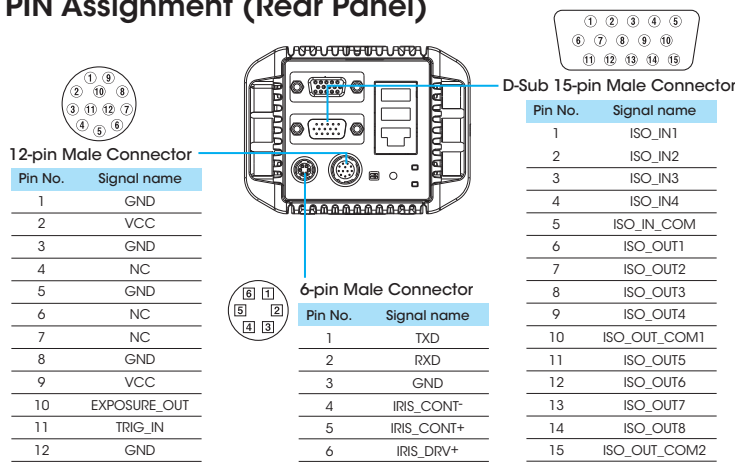 PIN Assignment (Rear Panel)
1 2 3 4 5
6 7 8 9 10
11 12 13 14 15
D-Sub 15-pin Male Connector
Pin No. Signal name
1 ISO_IN1
2 ISO_IN2
3 ISO_IN3
4 ISO_IN4
5 ISO_IN_COM
6 ISO_OUT1
7 ISO_OUT2
8 ISO_OUT3
9 ISO_OUT4
10 ISO_OUT_COM1
11 ISO_OUT5
12 ISO_OUT6
13 ISO_OUT7
14 ISO_OUT8
15 ISO_OUT_COM2
1 9
2 10 8
3 11 12 7
4 5 6
12-pin Male Connector
Pin No. Signal name
1 GND
2 VCC
3 GND
4 NC
5 GND
6 NC
7 NC
8 GND
9 VCC
10 EXPOSURE_OUT
11 TRIG_IN
12 GND
6 1
5 2
4 3
6-pin Male Connector
Pin No. Signal name
1 TXD
2 RXD
3 GND
4 IRIS_CONT-
5 IRIS_CONT+
6 IRIS_DRV+